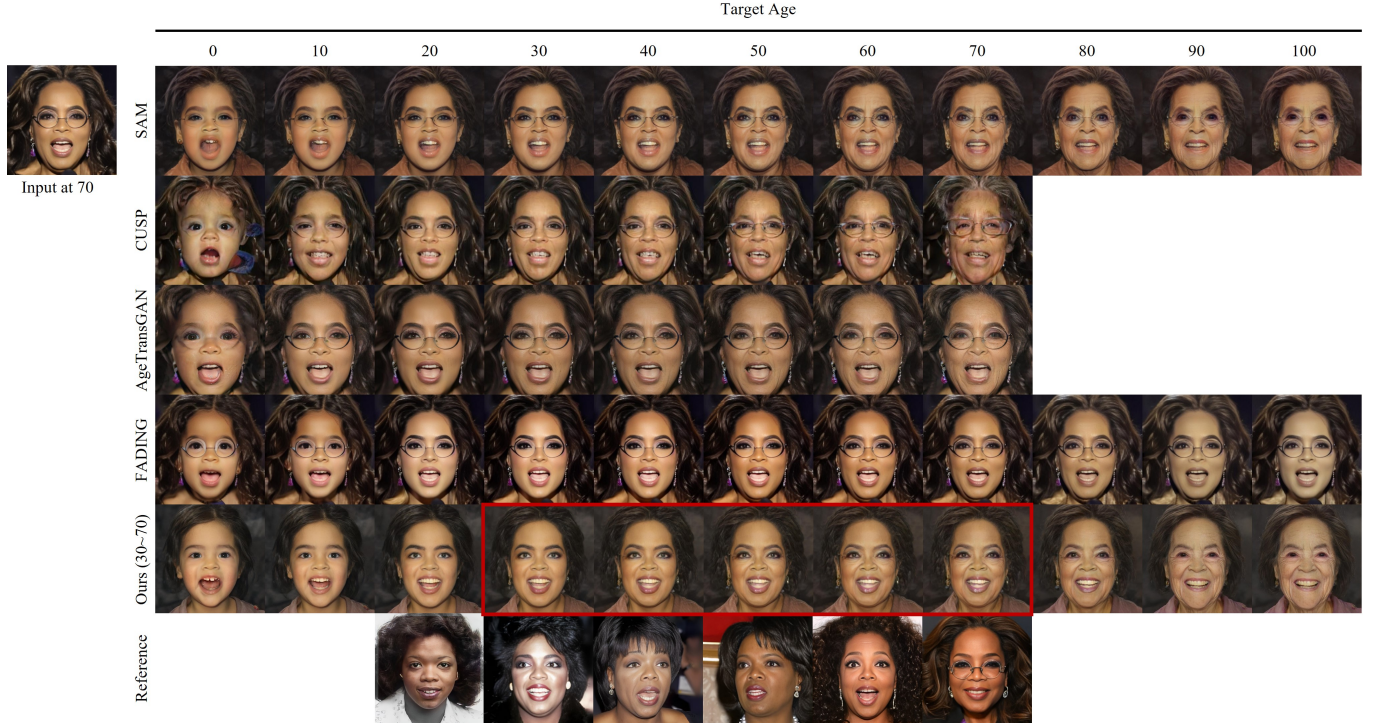 Target Age
0 10 20 30 40 50 60 70 80 90 100
Input at 70
SAM
CUSP
AgeTransGAN
FADING
Ours (30~70)
Reference